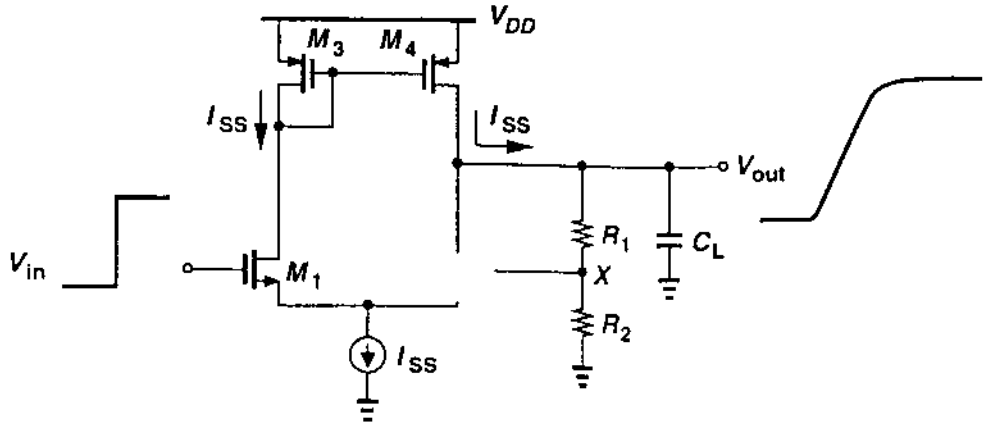 V_DD
M_3
M_4
I_SS
I_SS
V_out
R_1
C_L
V_in
M_1
X
R_2
I_SS